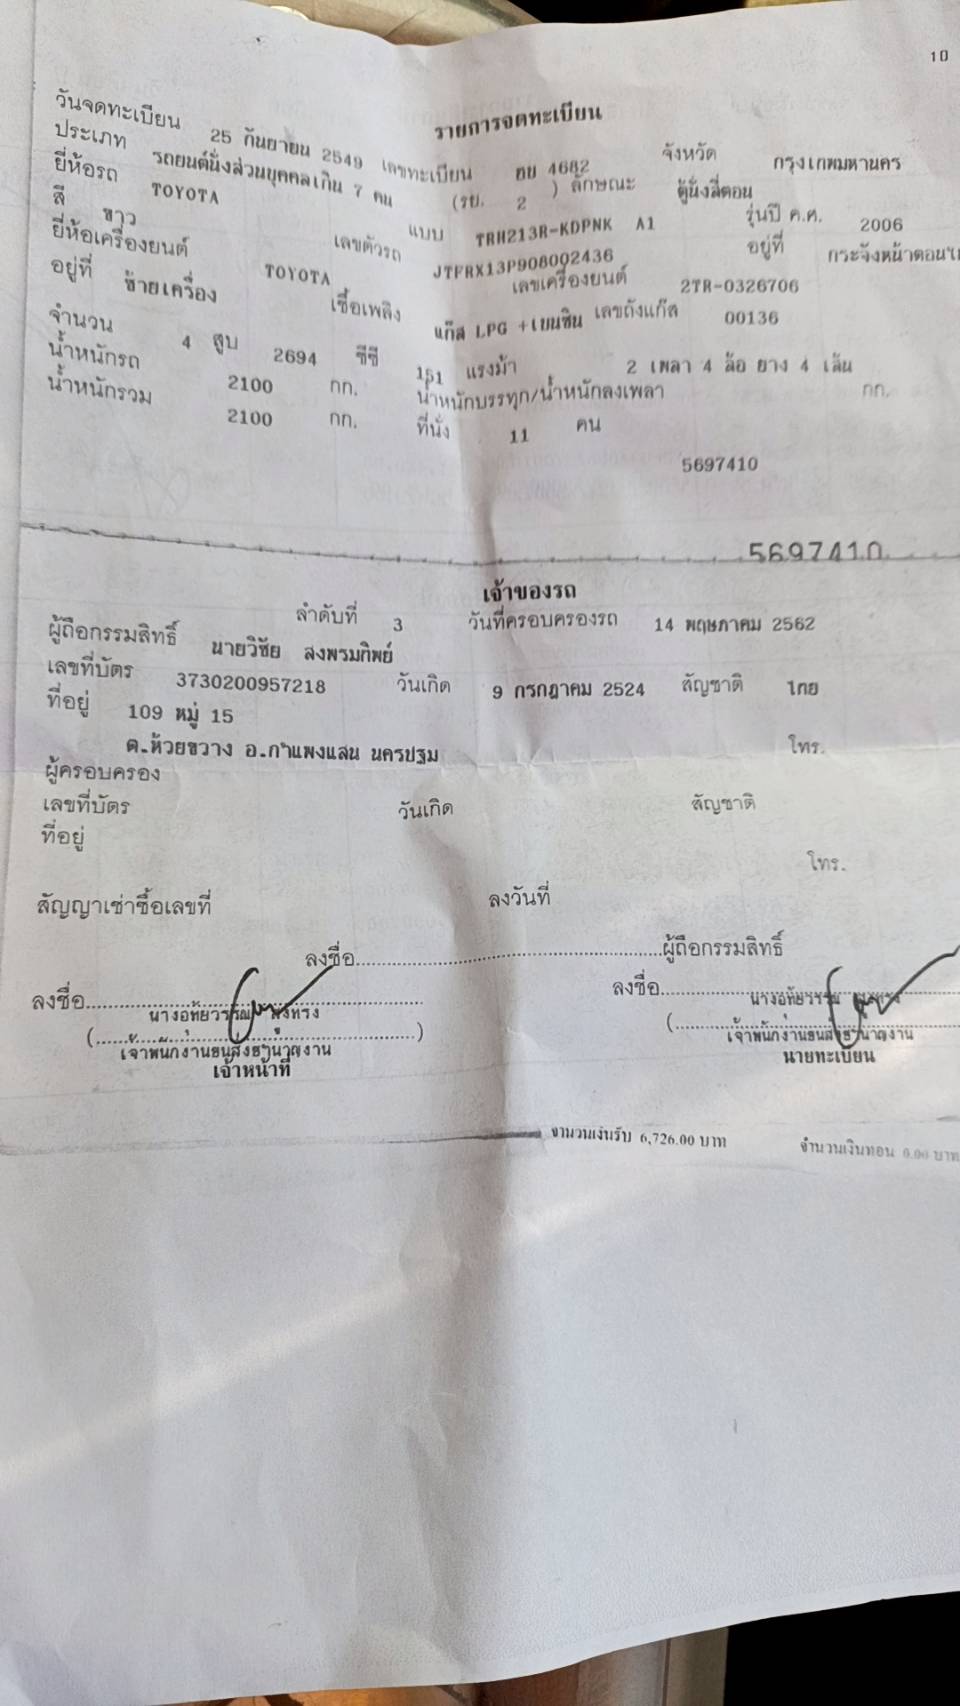 10
รายการจดทะเบียน
วันจดทะเบียน 25 กันยายน 2549 เลขทะเบียน ฮย 4682 จังหวัด กรุงเทพมหานคร
ประเภท รถยนต์นั่งส่วนบุคคลเกิน 7 คน (รย. 2 ) ลักษณะ ตู้นั่งสี่ตอน
ยี่ห้อรถ TOYOTA แบบ TRH213R-KDPNK A1 รุ่นปี ค.ศ. 2006
สี ขาว เลขตัวรถ JTFRX13P908002436 อยู่ที่ กระจังหน้าตอนใน
ยี่ห้อเครื่องยนต์ TOYOTA เลขเครื่องยนต์ 2TR-0326706
อยู่ที่ ซ้ายเครื่อง เชื้อเพลิง แก๊ส LPG +เบนซิน เลขถังแก๊ส 00136
จำนวน 4 สูบ 2694 ซีซี 151 แรงม้า 2 เพลา 4 ล้อ ยาง 4 เส้น
น้ำหนักรถ 2100 กก. น้ำหนักบรรทุก/น้ำหนักลงเพลา กก.
น้ำหนักรวม 2100 กก. ที่นั่ง 11 คน
5697410
5697410
เจ้าของรถ
ลำดับที่ 3 วันที่ครอบครองรถ 14 พฤษภาคม 2562
ผู้ถือกรรมสิทธิ์ นายวิชัย สงพรมทิพย์
เลขที่บัตร 3730200957218 วันเกิด 9 กรกฎาคม 2524 สัญชาติ ไทย
ที่อยู่ 109 หมู่ 15
ต.ห้วยขวาง อ.กำแพงแสน นครปฐม โทร.
ผู้ครอบครอง
เลขที่บัตร วันเกิด สัญชาติ
ที่อยู่ โทร.
สัญญาเช่าซื้อเลขที่ ลงวันที่
ลงชื่อ ผู้ถือกรรมสิทธิ์
ลงชื่อ ลงชื่อ
นางอุทัยวรรณ นางอุทัยวรรณ
เจ้าพนักงานขนส่งชำนาญงาน เจ้าพนักงานขนส่งชำนาญงาน
เจ้าหน้าที่ นายทะเบียน
จำนวนเงินรับ 6,726.00 บาท จำนวนเงินทอน 0.00 บาท